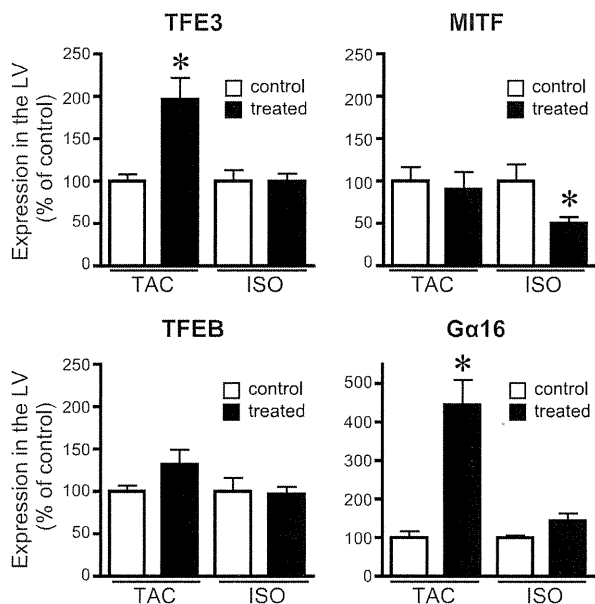 TFE3
Expression in the LV
(% of control)
250
200
150
100
50
0
*
control
treated
TAC
ISO
MITF
250
200
150
100
50
0
*
control
treated
TAC
ISO
TFEB
Expression in the LV
(% of control)
250
200
150
100
50
0
control
treated
TAC
ISO
Gα16
500
400
300
200
100
0
*
control
treated
TAC
ISO